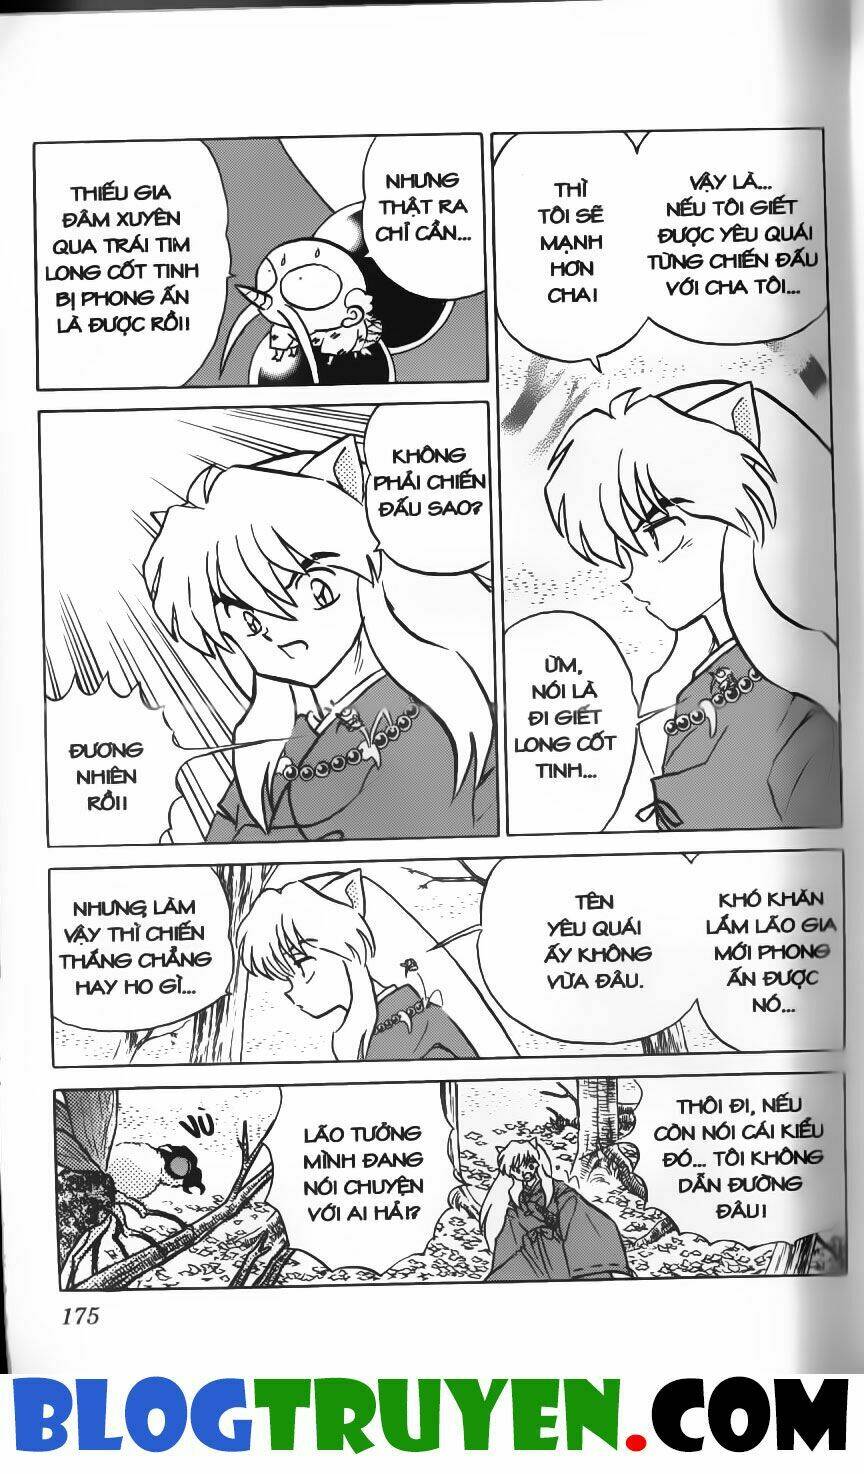 VẬY LÀ...
NẾU TÔI GIẾT
ĐƯỢC YÊU QUÁI
TỪNG CHIẾN ĐẤU
VỚI CHA TÔI...
THÌ
TÔI SẼ
MẠNH
HƠN
CHA!
ỪM,
NÓI LÀ
ĐI GIẾT
LONG CỐT
TINH...
NHƯNG
THẬT RA
CHỈ CẦN...
THIẾU GIA
ĐÂM XUYÊN
QUA TRÁI TIM
LONG CỐT TINH
BỊ PHONG ẤN
LÀ ĐƯỢC RỒI!
KHÔNG
PHẢI CHIẾN
ĐẤU SAO?
ĐƯƠNG
NHIÊN
RỒI!
KHÓ KHĂN
LẮM LÃO GIA
MỚI PHONG
ẤN ĐƯỢC
NÓ...
TÊN
YÊU QUÁI
ẤY KHÔNG
VỪA ĐÂU.
NHƯNG, LÀM
VẬY THÌ CHIẾN
THẮNG CHẲNG
HAY HO GÌ...
THÔI ĐI, NẾU
CÒN NÓI CÁI KIỂU
ĐÓ... TÔI KHÔNG
DẪN ĐƯỜNG
ĐÂU!
LÃO TƯỞNG
MÌNH ĐANG
NÓI CHUYỆN
VỚI AI HẢ!?
VÙ
175
BLOGTRUYEN.COM